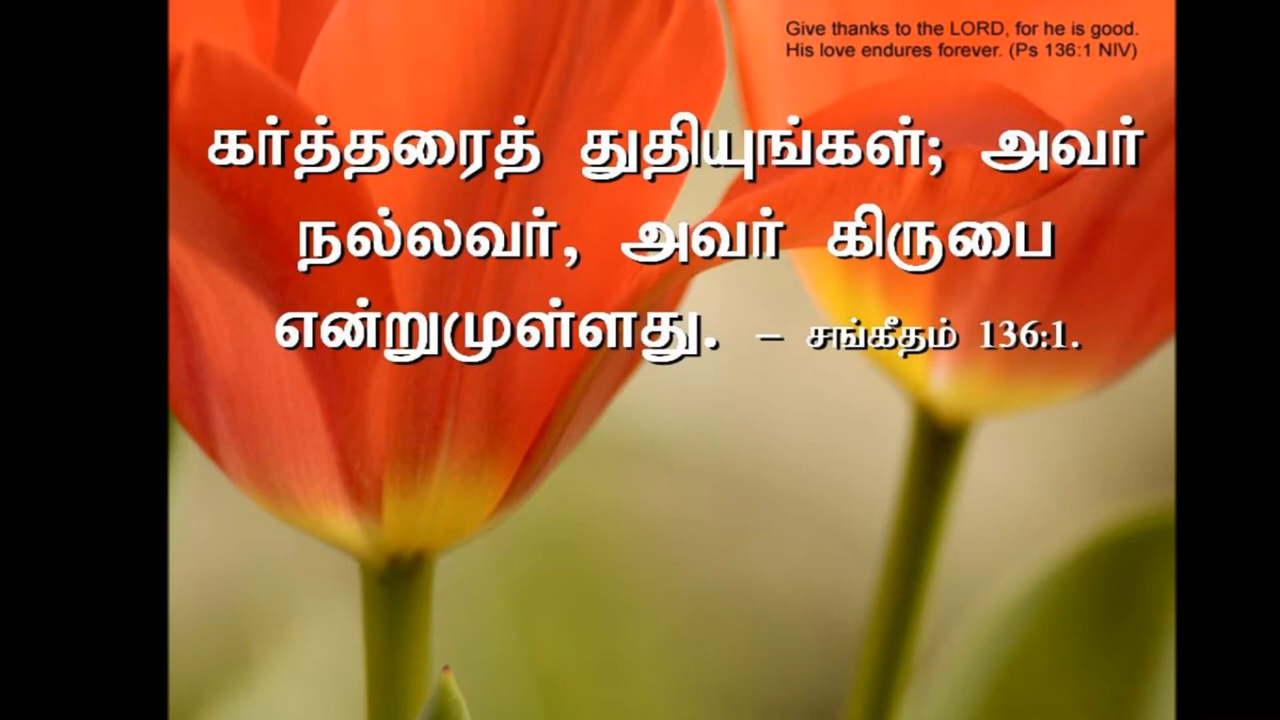 Give thanks to the LORD, for he is good.
His love endures forever. (Ps 136:1 NIV)
கர்த்தரைத் துதியுங்கள்; அவர்
நல்லவர், அவர் கிருபை
என்றுமுள்ளது. – சங்கீதம் 136:1.